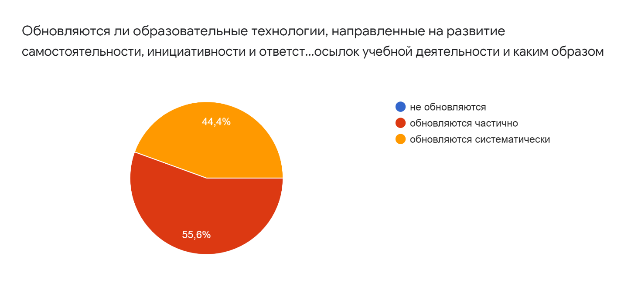 Обновляются ли образовательные технологии, направленные на развитие
самостоятельности, инициативности и ответст...осылок учебной деятельности и каким образом
не обновляются
обновляются частично
обновляются систематически
44,4%
55,6%